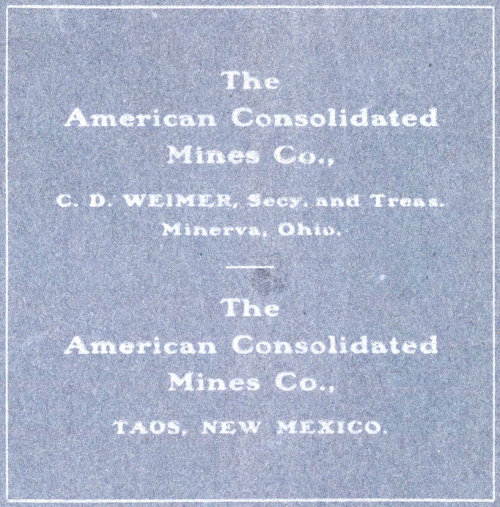 The
American Consolidated
Mines Co.,
C. D. WEIMER, Secy. and Treas.
Minerva, Ohio.
The
American Consolidated
Mines Co.,
TAOS, NEW MEXICO.